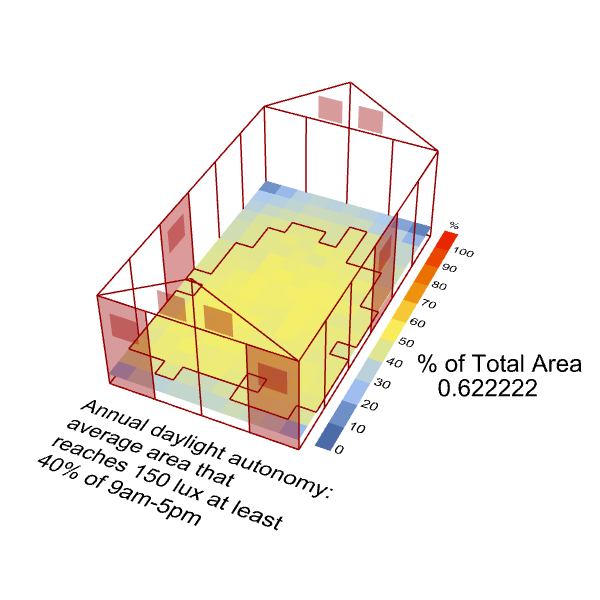 %
100
90
80
70
60
50
40
30
20
10
0
% of Total Area
0.622222
Annual daylight autonomy:
average area that
reaches 150 lux at least
40% of 9am-5pm